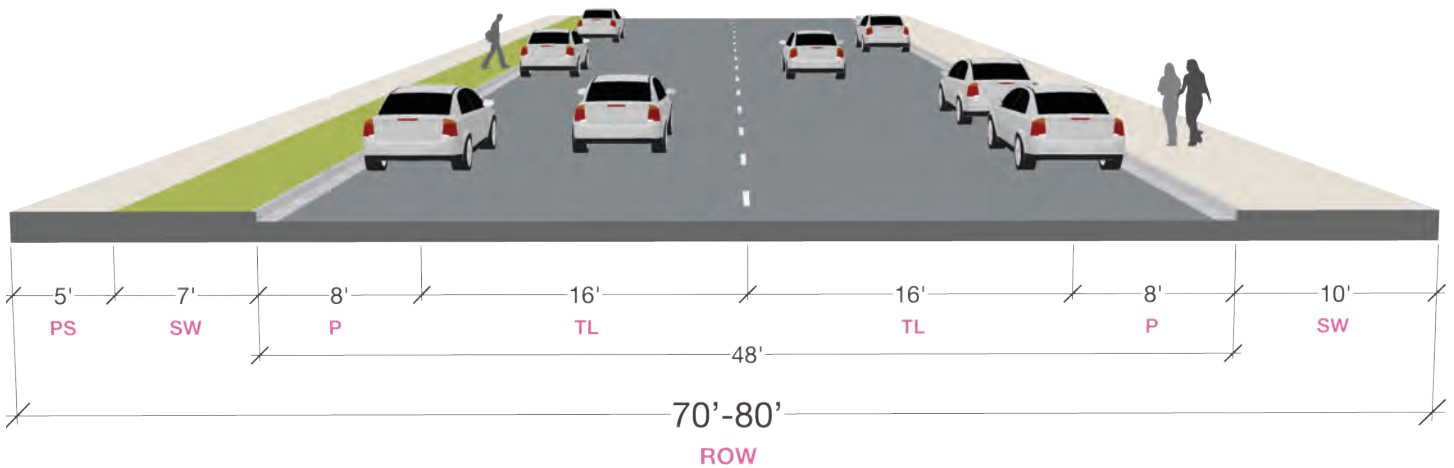 5' 7' 8' 16' 16' 8' 10'
PS SW P TL TL P SW
48'
70’-80’
ROW